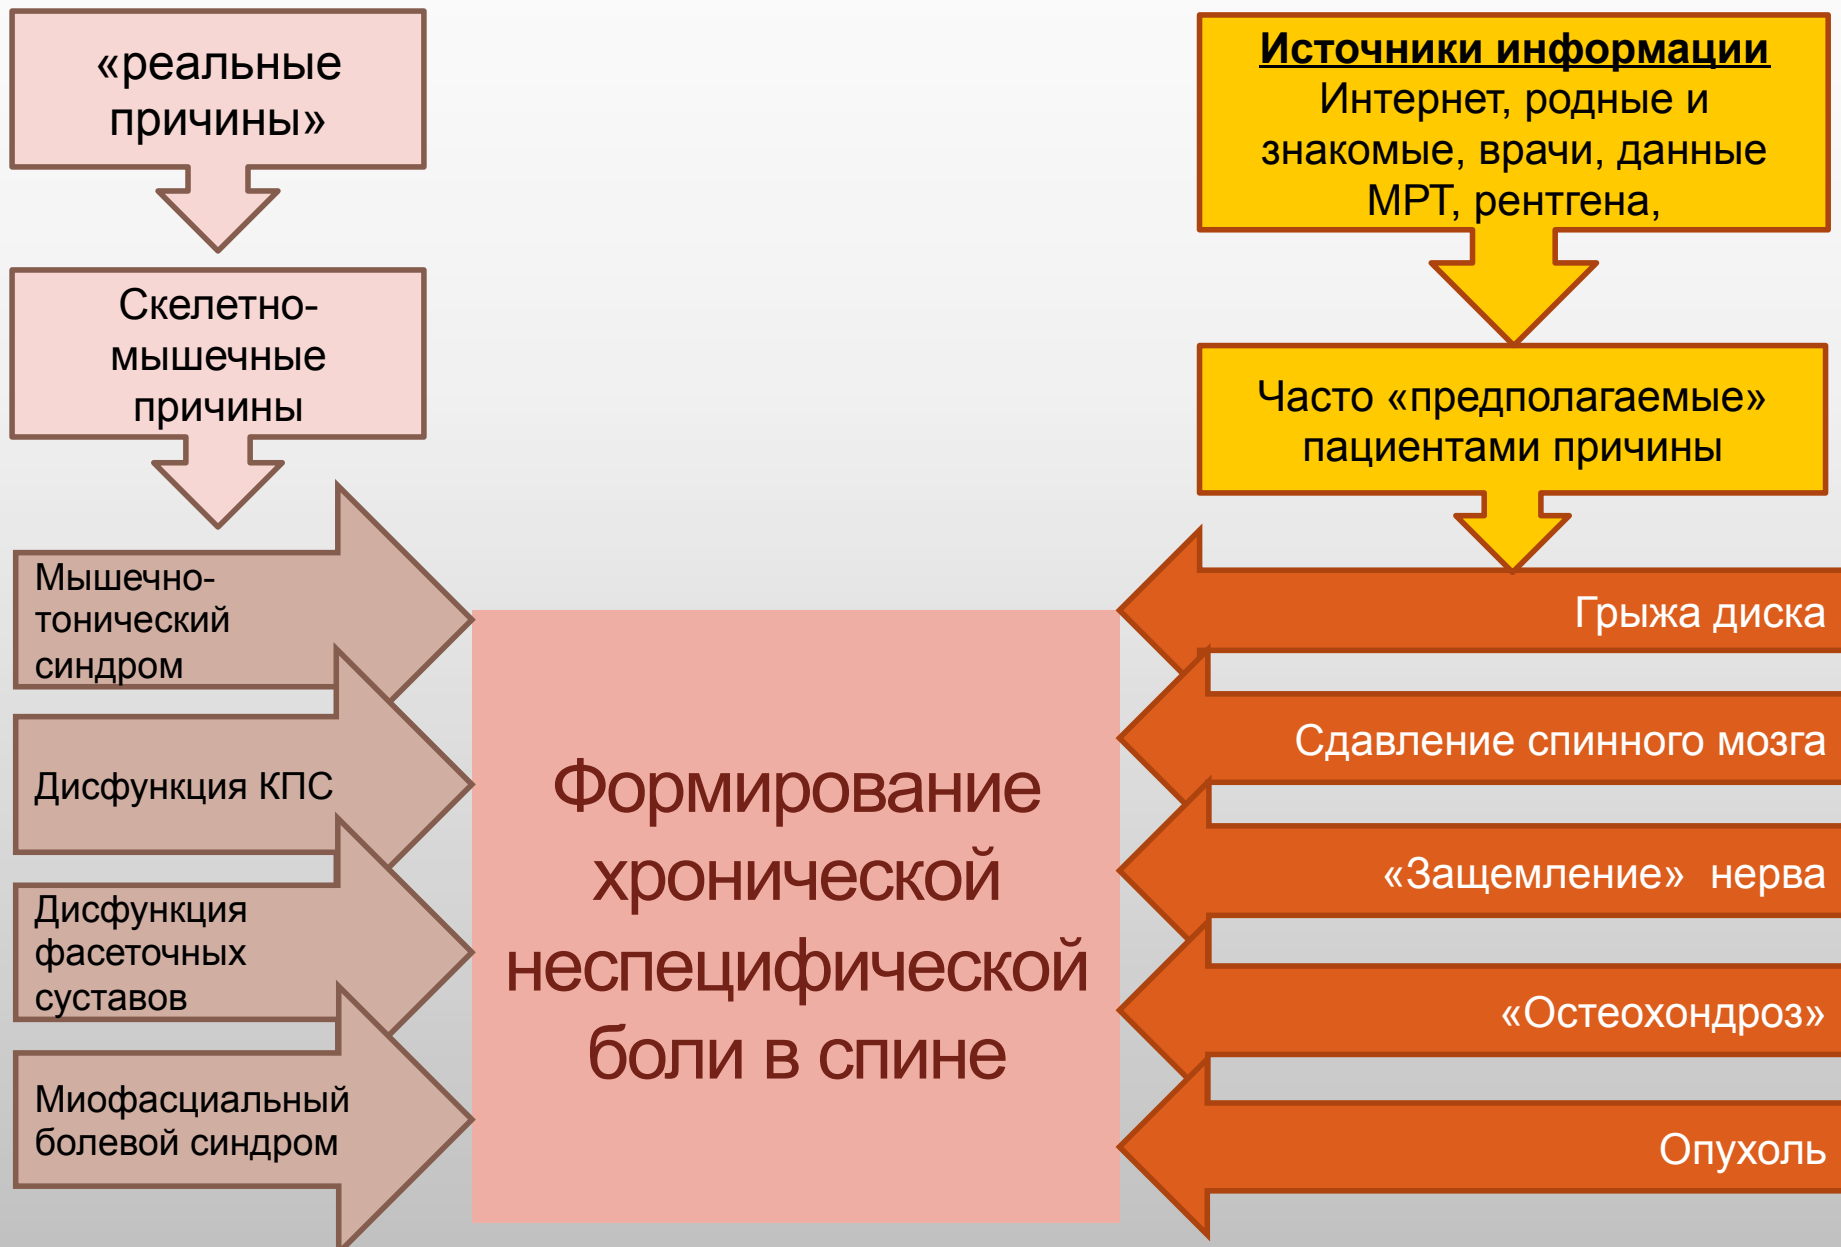 «реальные
причины»
Скелетно-
мышечные
причины
Мышечно-
тонический
синдром
Дисфункция КПС
Дисфункция
фасеточных
суставов
Миофасциальный
болевой синдром
Формирование
хронической
неспецифической
боли в спине
Источники информации
Интернет, родные и
знакомые, врачи, данные
МРТ, рентгена,
Часто «предполагаемые»
пациентами причины
Грыжа диска
Сдавление спинного мозга
«Защемление» нерва
«Остеохондроз»
Опухоль